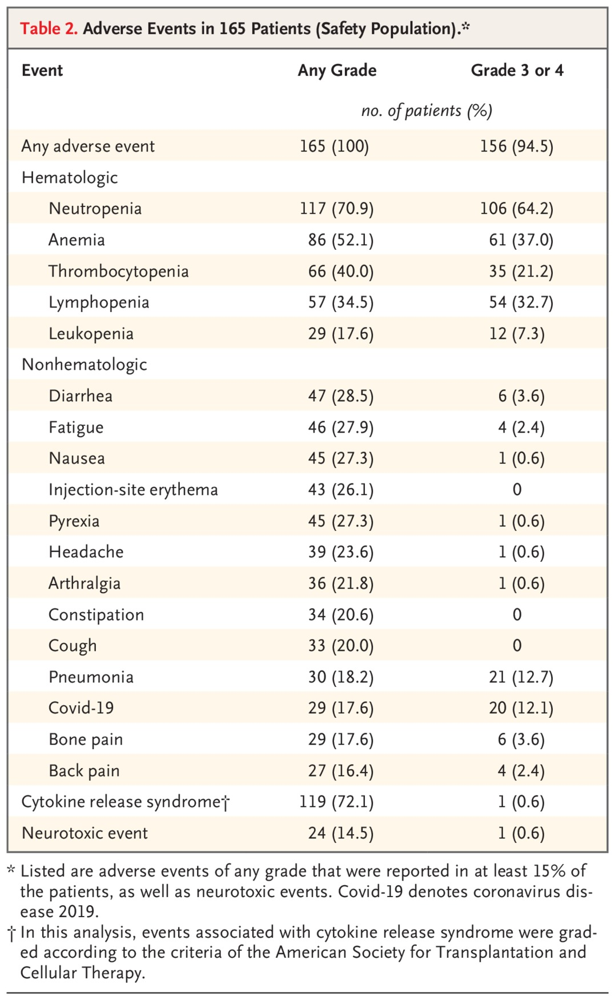 Table 2. Adverse Events in 165 Patients (Safety Population).*
Event Any Grade Grade 3 or 4
no. of patients (%)
Any adverse event 165 (100) 156 (94.5)
Hematologic
Neutropenia 117 (70.9) 106 (64.2)
Anemia 86 (52.1) 61 (37.0)
Thrombocytopenia 66 (40.0) 35 (21.2)
Lymphopenia 57 (34.5) 54 (32.7)
Leukopenia 29 (17.6) 12 (7.3)
Nonhematologic
Diarrhea 47 (28.5) 6 (3.6)
Fatigue 46 (27.9) 4 (2.4)
Nausea 45 (27.3) 1 (0.6)
Injection-site erythema 43 (26.1) 0
Pyrexia 45 (27.3) 1 (0.6)
Headache 39 (23.6) 1 (0.6)
Arthralgia 36 (21.8) 1 (0.6)
Constipation 34 (20.6) 0
Cough 33 (20.0) 0
Pneumonia 30 (18.2) 21 (12.7)
Covid-19 29 (17.6) 20 (12.1)
Bone pain 29 (17.6) 6 (3.6)
Back pain 27 (16.4) 4 (2.4)
Cytokine release syndrome† 119 (72.1) 1 (0.6)
Neurotoxic event 24 (14.5) 1 (0.6)
* Listed are adverse events of any grade that were reported in at least 15% of
the patients, as well as neurotoxic events. Covid-19 denotes coronavirus dis-
ease 2019.
† In this analysis, events associated with cytokine release syndrome were grad-
ed according to the criteria of the American Society for Transplantation and
Cellular Therapy.